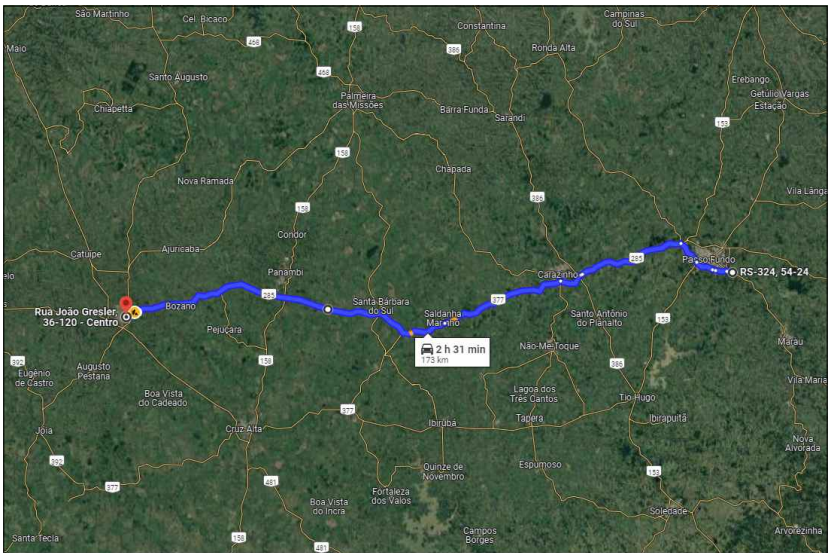 São Martinho
Cel. Bicaco
158
Constantina
Campinas
do Sul
Maio
468
386
Ronda Alta
468
Santo Augusto
Erebango
Palmeira
das Missões
Getúlio Vargas
Estação
Chiapetta
Barra Funda
Sarandi
153
158
Chapada
Nova Ramada
386
Vila Lânga
158
Condor
Ajuricaba
Catuípe
Panambi
285
Passo Fundo
RS-324, 54-24
elo
Carazinho
285
Rua João Gresler,
36-120 - Centro
Bozano
Santa Bárbara
do Sul
377
Saldanha
Marinho
Santo Antônio
do Planalto
153
Pejuçara
2 h 31 min
173 km
Não-Me-Toque
Marau
392
Eugênio
de Castro
Augusto
Pestana
158
386
Vila Maria
Boa Vista
do Cadeado
Lagoa dos
Três Cantos
Tio Hugo
377
Ibirubá
Tapera
Ibirapuitã
Joia
Cruz Alta
Nova
Alvorada
392
Quinze de
Novembro
Espumoso
153
377
481
Fortaleza
dos Valos
Boa Vista
do Incra
Soledade
Santa Tecla
158
481
Campos
Borges
Arvorezinha